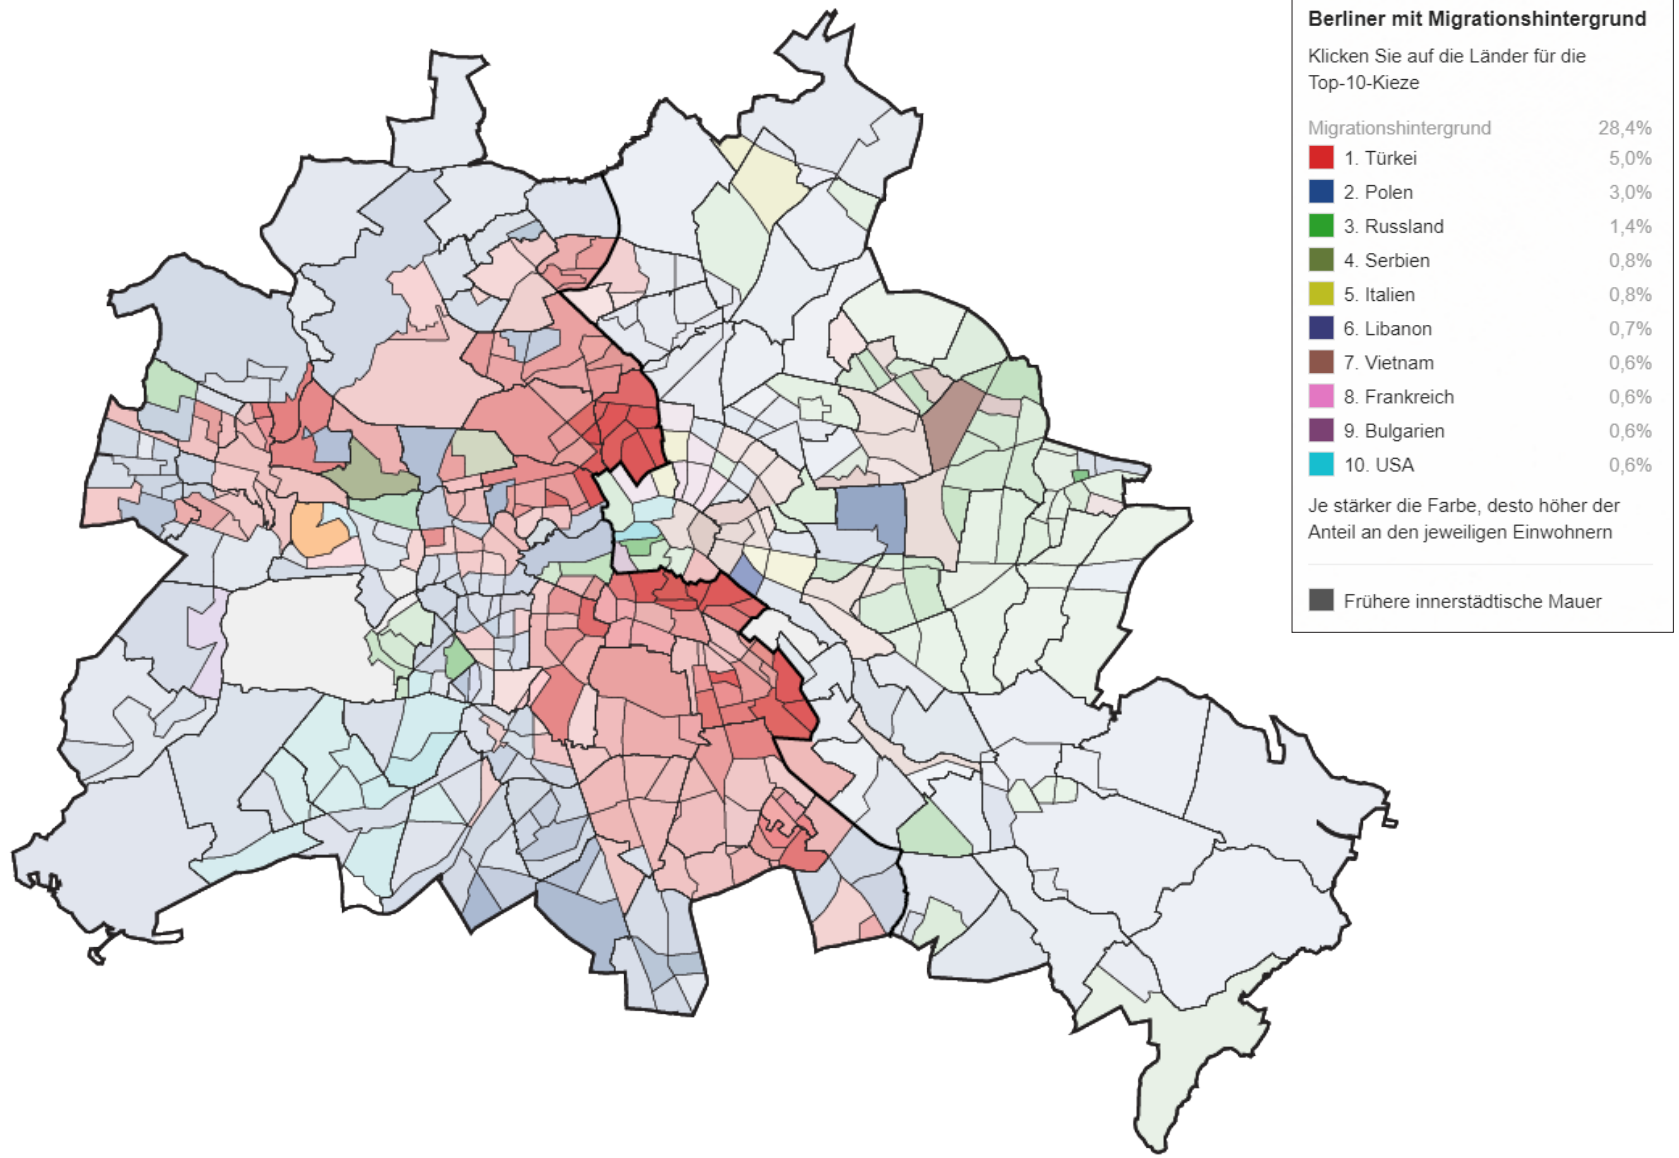 Berliner mit Migrationshintergrund
Klicken Sie auf die Länder für die
Top-10-Kieze
Migrationshintergrund 28,4%
1. Türkei 5,0%
2. Polen 3,0%
3. Russland 1,4%
4. Serbien 0,8%
5. Italien 0,8%
6. Libanon 0,7%
7. Vietnam 0,6%
8. Frankreich 0,6%
9. Bulgarien 0,6%
10. USA 0,6%
Je stärker die Farbe, desto höher der
Anteil an den jeweiligen Einwohnern
Frühere innerstädtische Mauer